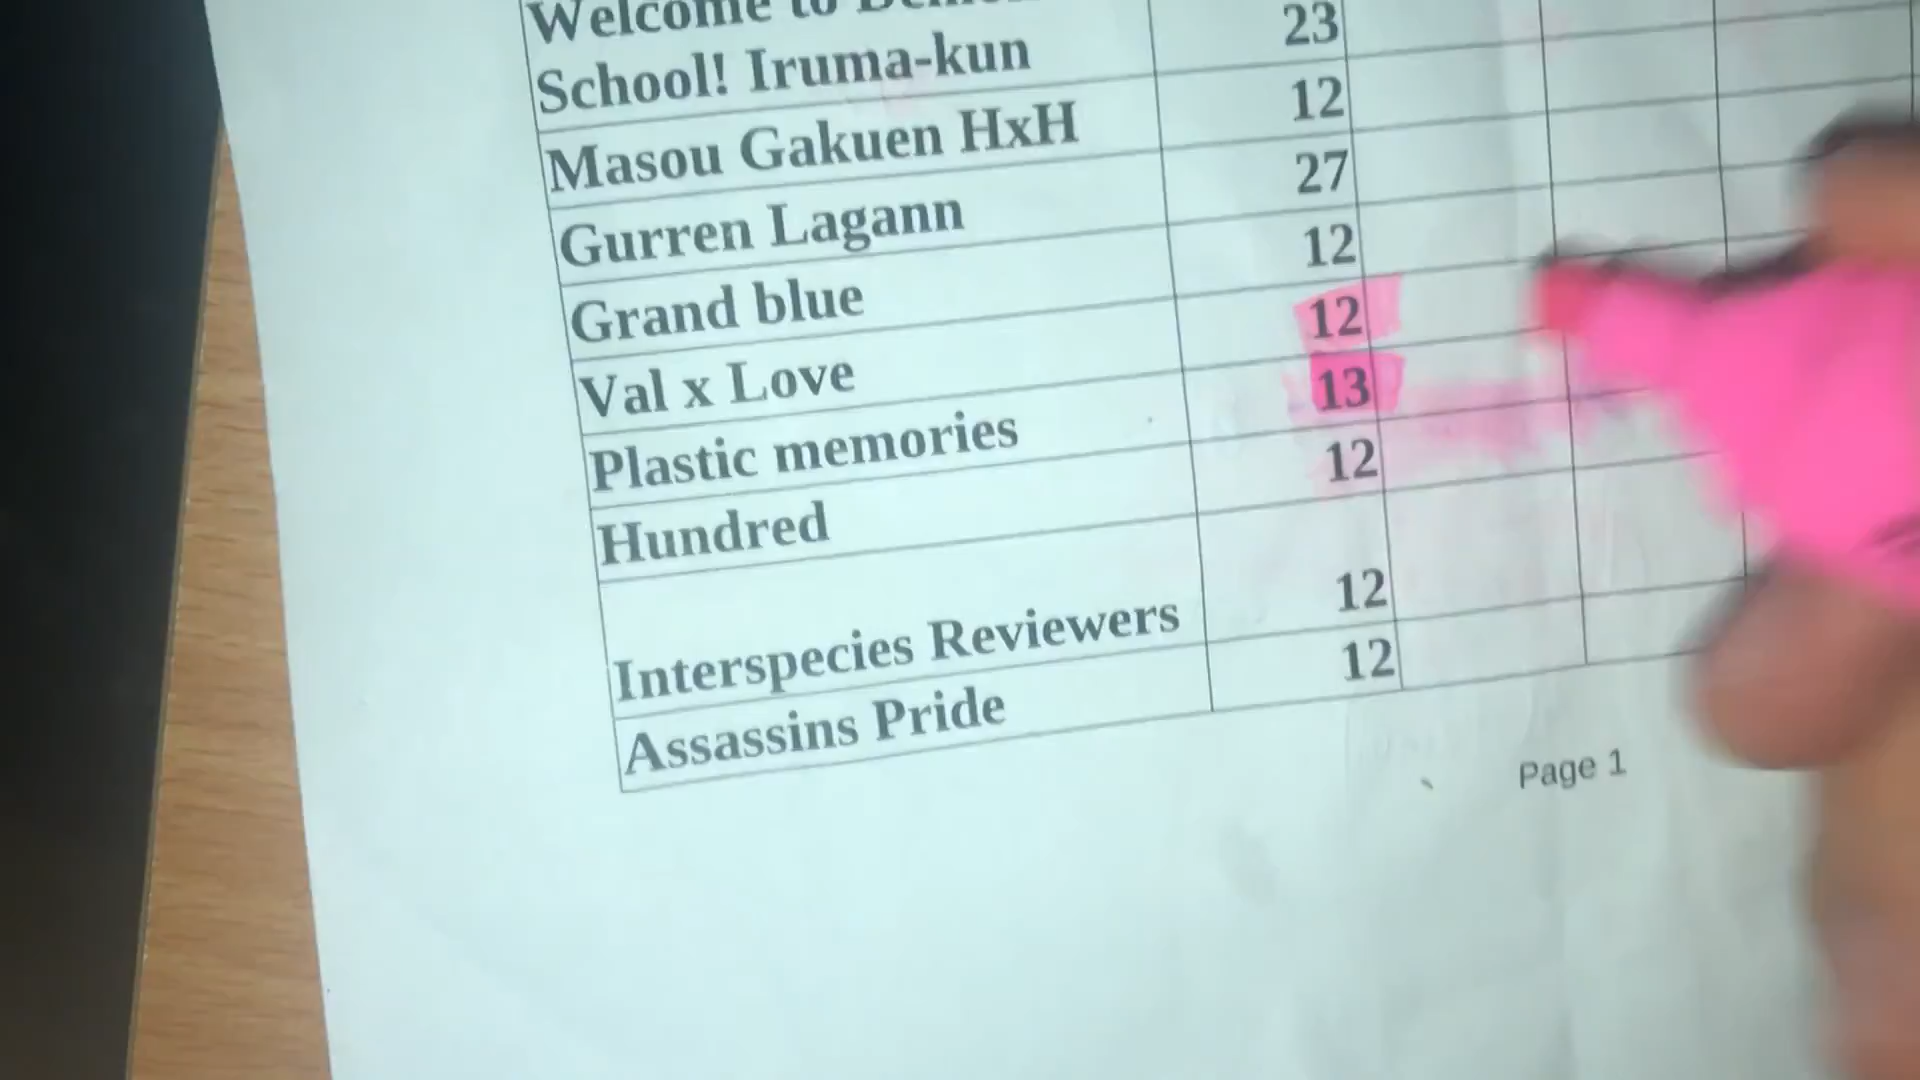 Welcome to
School! Iruma-kun 23
Masou Gakuen HxH 12
Gurren Lagann 27
Grand blue 12
Val x Love 12
Plastic memories 13
Hundred 12
Interspecies Reviewers 12
Assassins Pride 12
Page 1